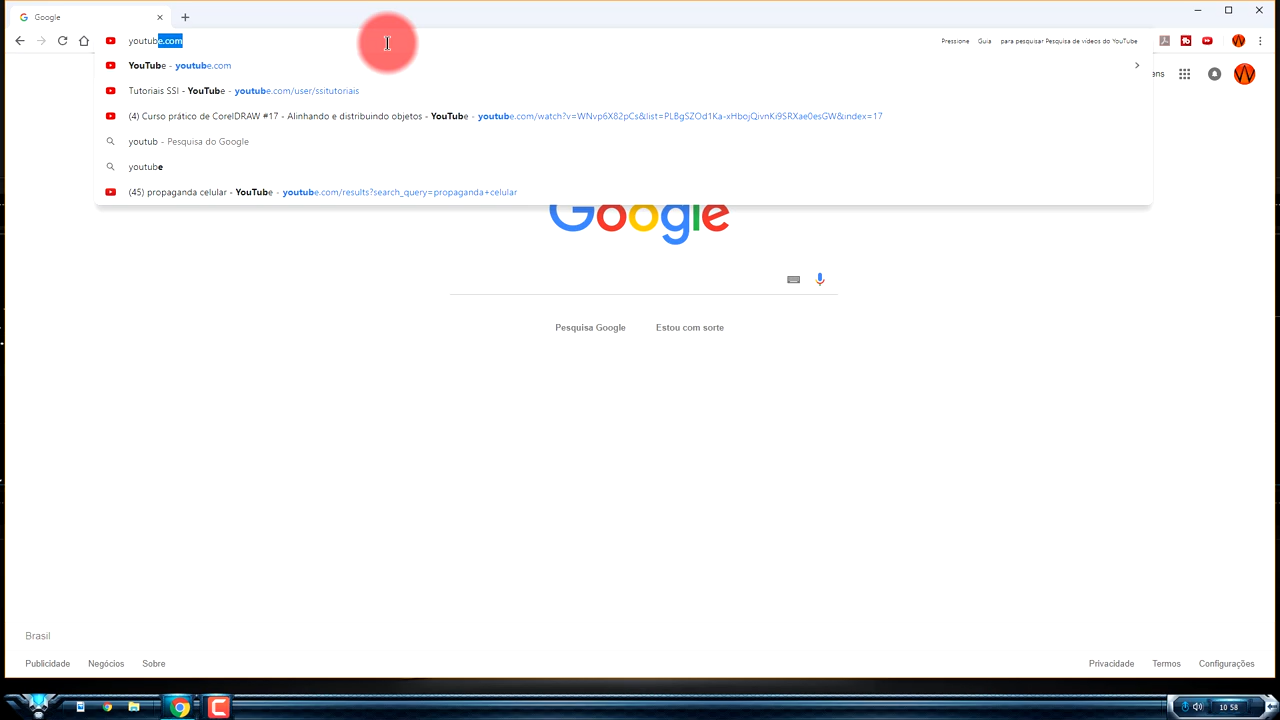 Google
youtube.com
Pressione Guia para pesquisar Pesquisa de vídeos do YouTube
YouTube - youtube.com
Tutoriais SSI - YouTube - youtube.com/user/ssitutoriais
(4) Curso prático de CorelDRAW #17 - Alinhando e distribuindo objetos - YouTube - youtube.com/watch?v=WNvp6X82pCs&list=PLBgSZOd1Ka-xHbojQivnKi9SRXae0esGW&index=17
youtub - Pesquisa do Google
youtube
(45) propaganda celular - YouTube - youtube.com/results?search_query=propaganda+celular
ens
Google
Pesquisa Google Estou com sorte
Brasil
Publicidade Negócios Sobre Privacidade Termos Configurações
10 58